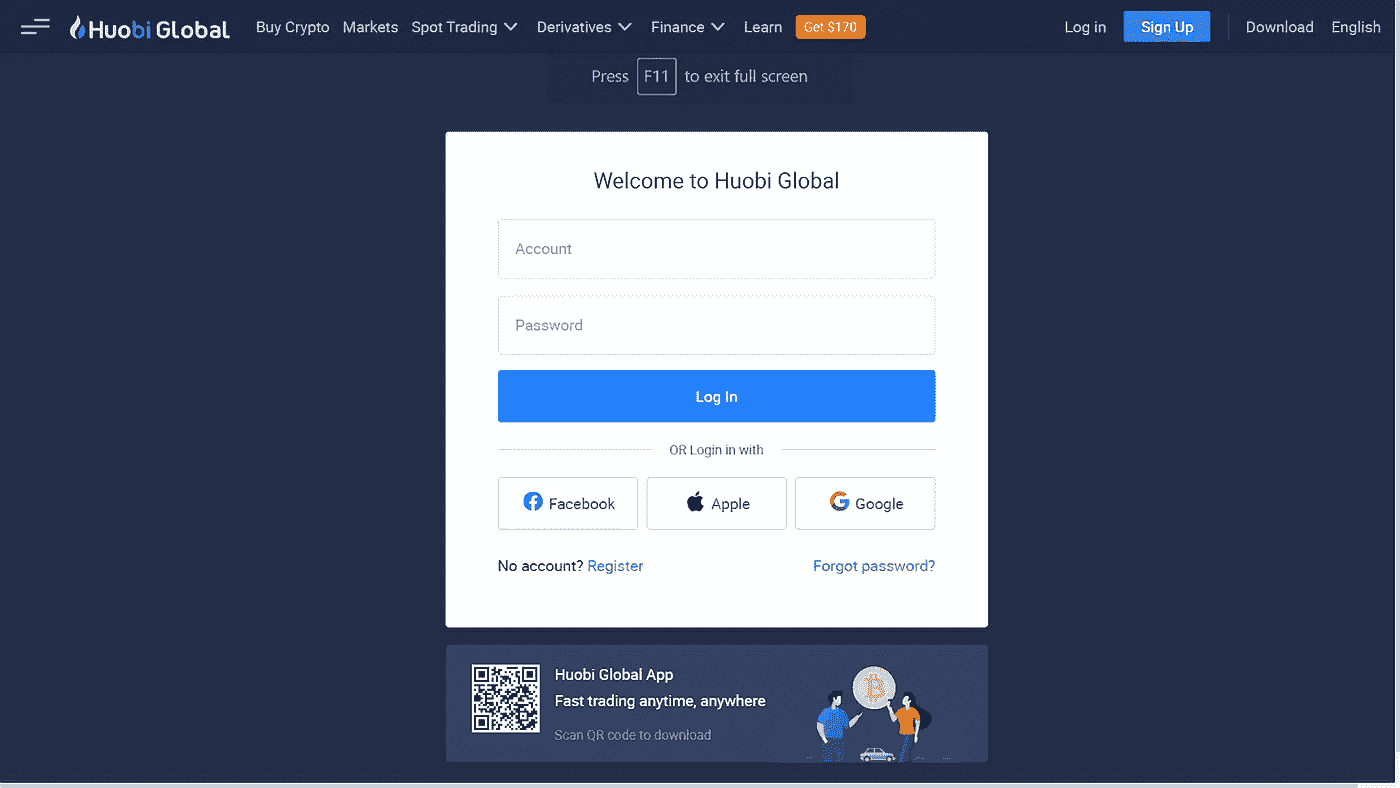 Huobi Global Buy Crypto Markets Spot Trading Derivatives Finance Learn Get $170 Log in Sign Up Download English
Press F11 to exit full screen
Welcome to Huobi Global
Account
Password
Log In
OR Login in with
Facebook Apple Google
No account? Register Forgot password?
Huobi Global App
Fast trading anytime, anywhere
Scan QR code to download